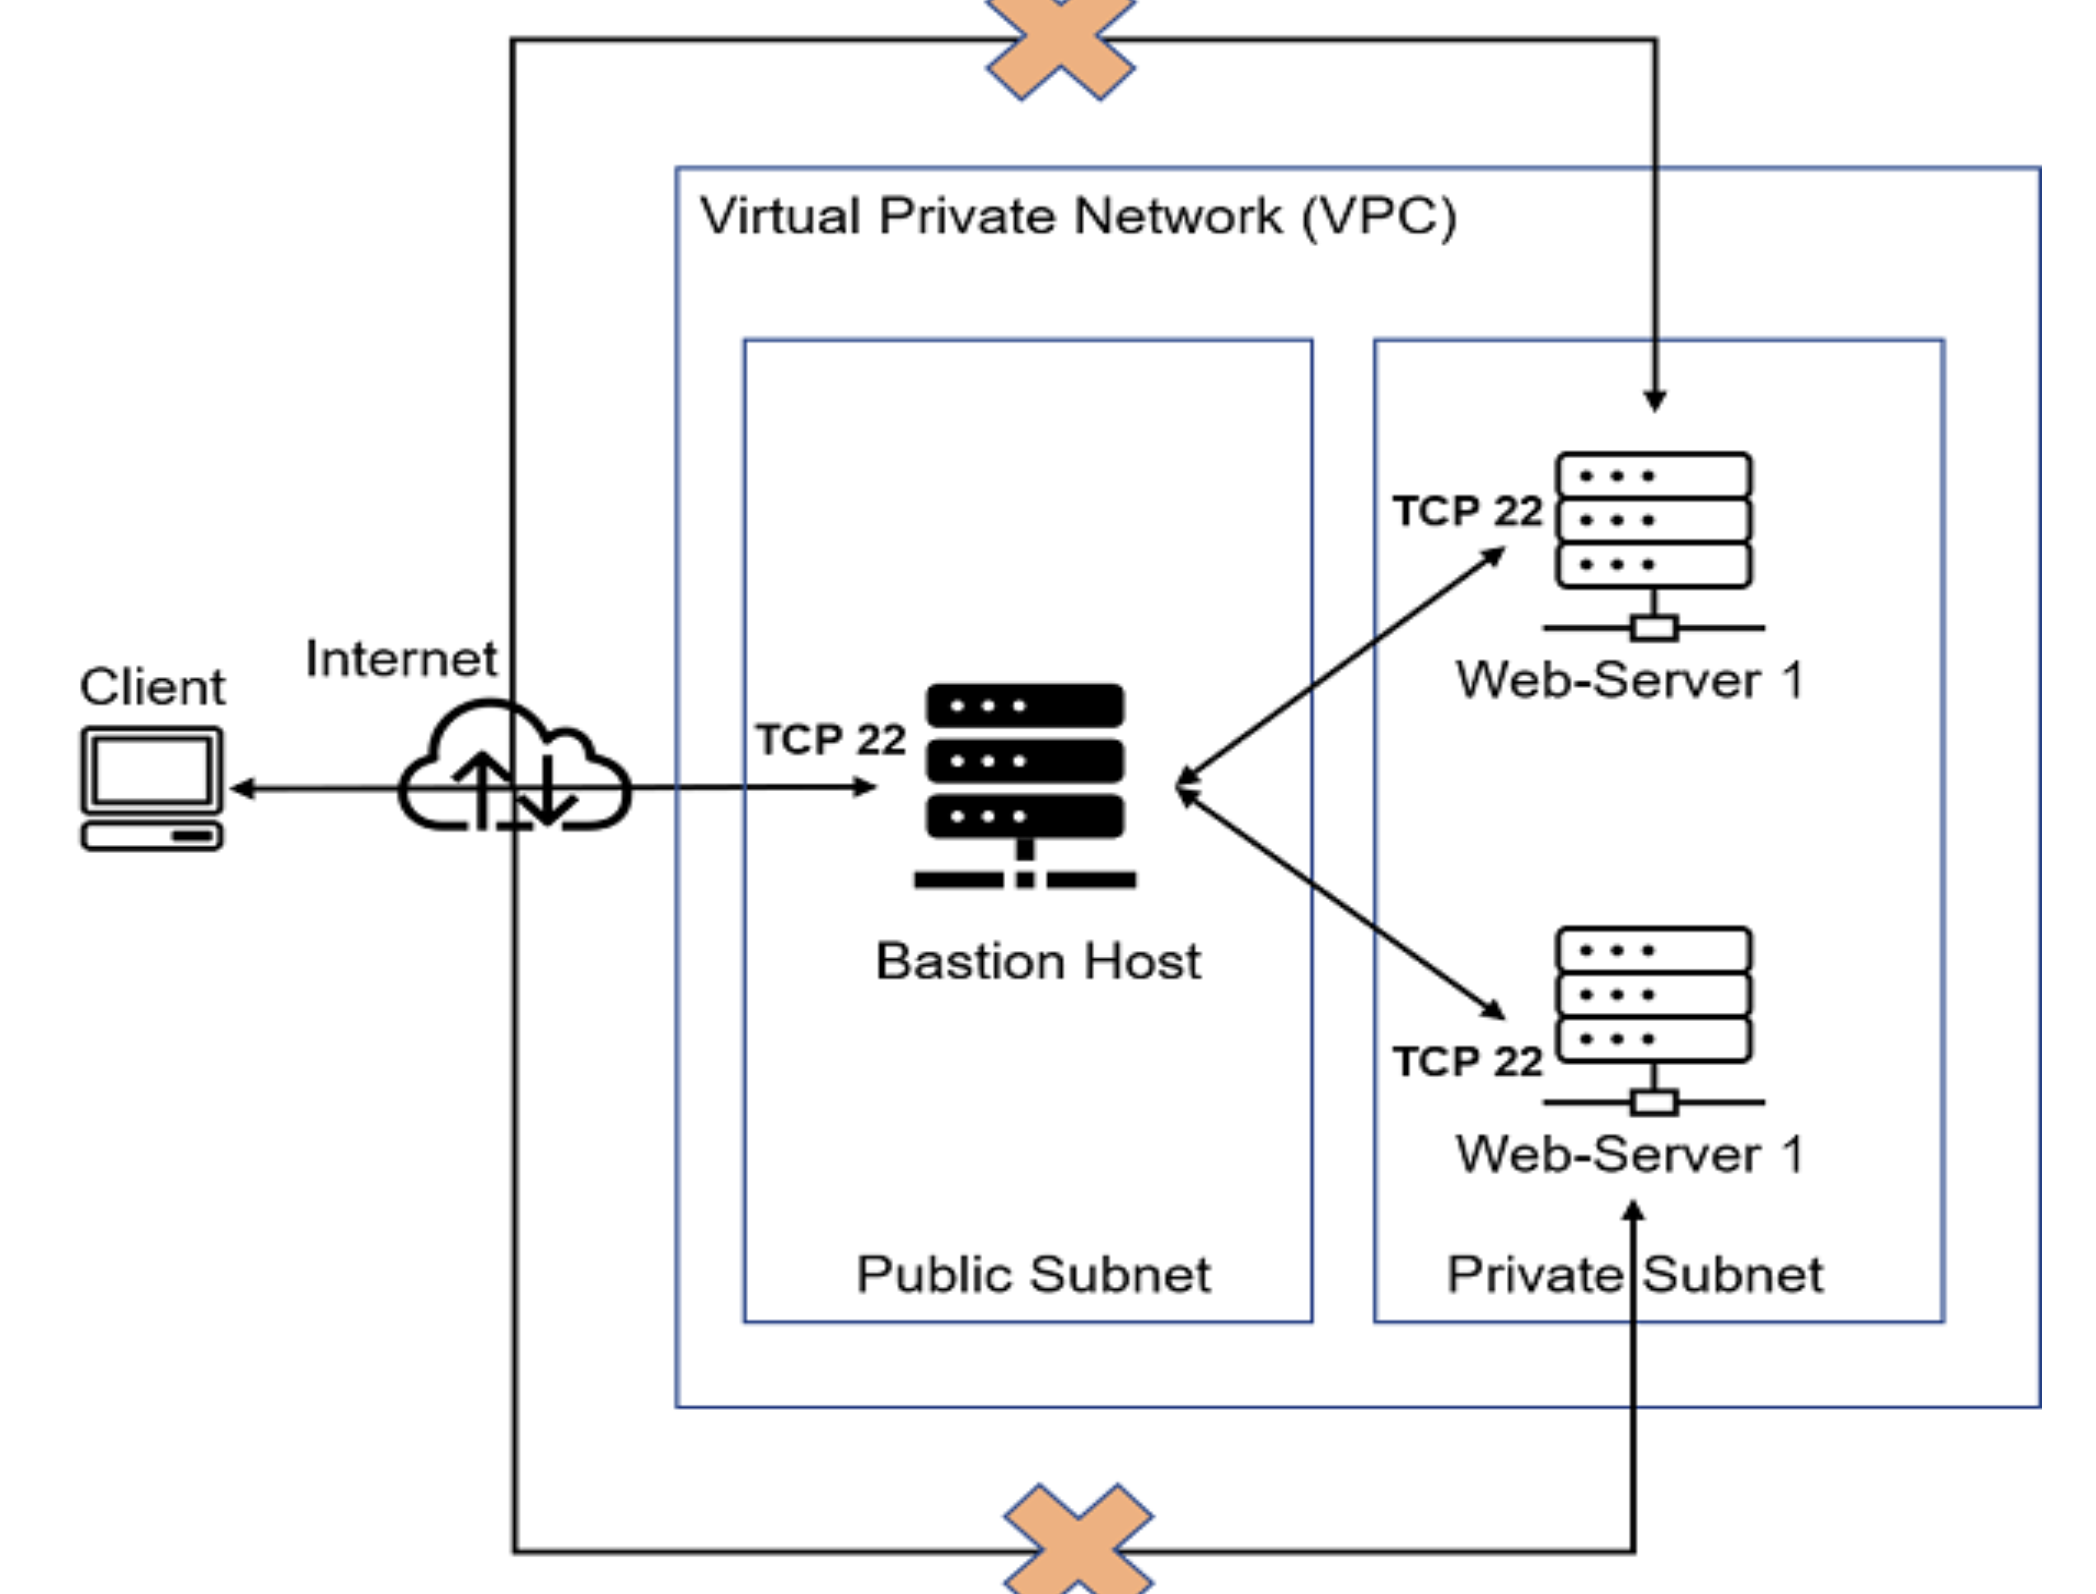 Virtual Private Network (VPC)
Client
Internet
TCP 22
Bastion Host
Public Subnet
TCP 22
Web-Server 1
TCP 22
Web-Server 1
Private Subnet